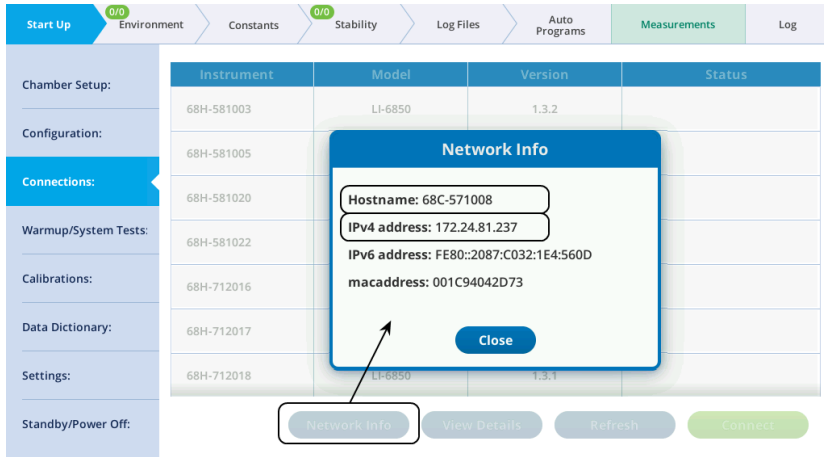 0/0 0/0
Start Up Environment Constants Stability Log Files Auto Programs Measurements Log
Chamber Setup:
Configuration:
Connections:
Warmup/System Tests:
Calibrations:
Data Dictionary:
Settings:
Standby/Power Off:
Instrument Model Version Status
68H-581003 LI-6850 1.3.2
68H-581005
68H-581020
68H-581022
68H-712016
68H-712017
68H-712018 LI-6850 1.3.1
Network Info
Hostname: 68C-571008
IPv4 address: 172.24.81.237
IPv6 address: FE80::2087:C032:1E4:560D
macaddress: 001C94042D73
Close
Network Info View Details Refresh Connect